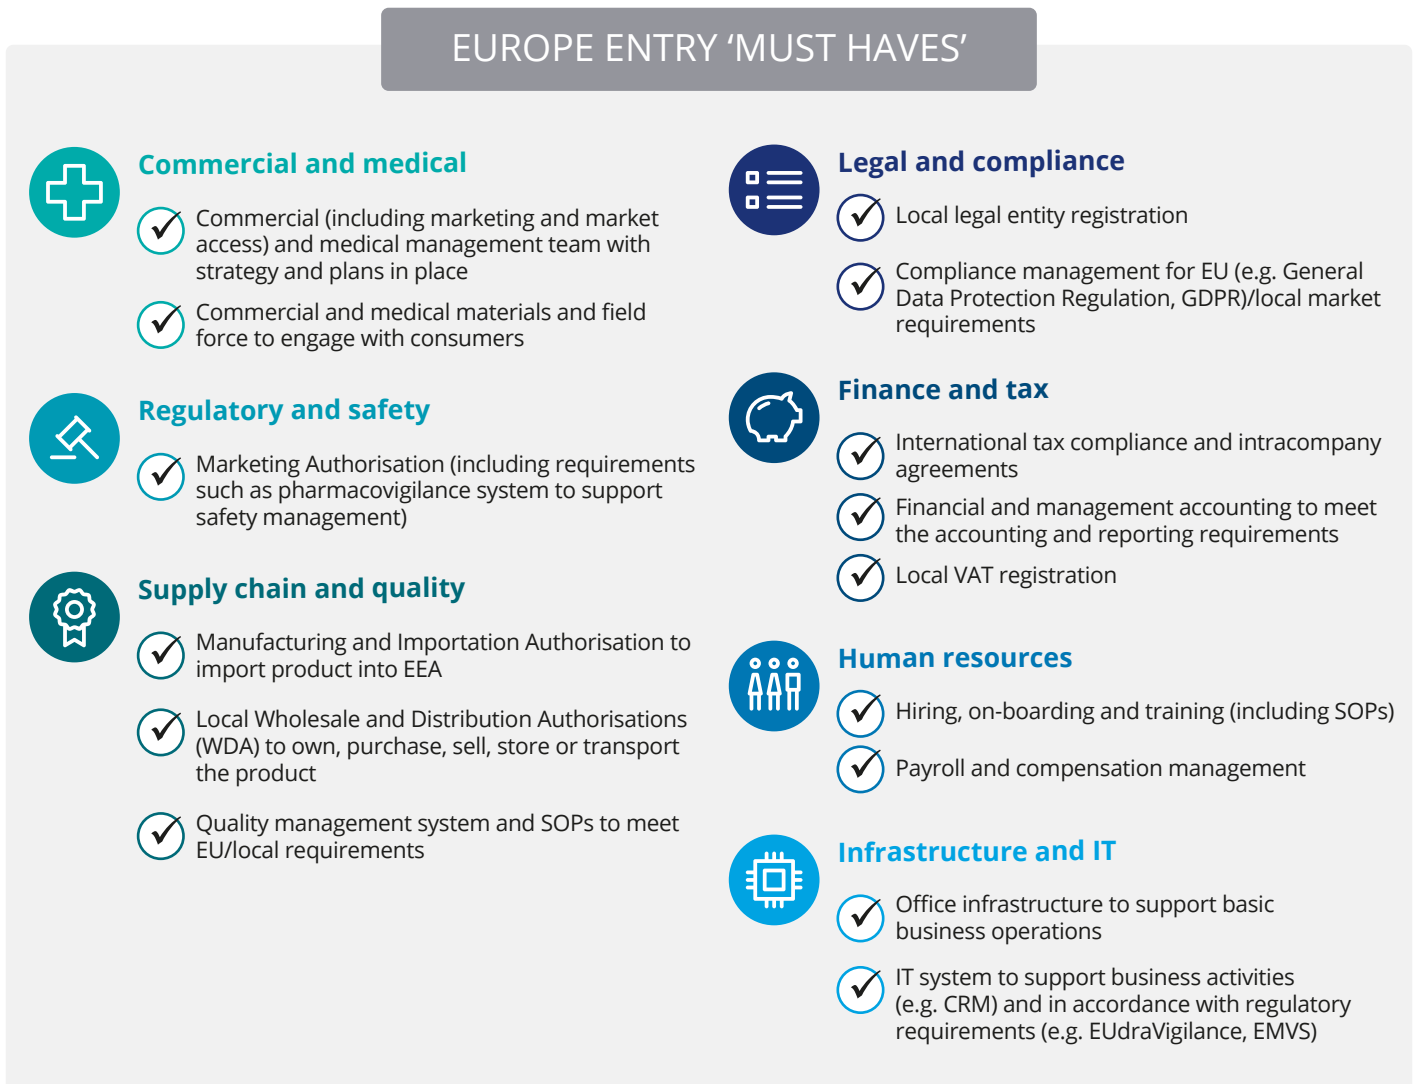 EUROPE ENTRY ‘MUST HAVES’
Commercial and medical
Commercial (including marketing and market
access) and medical management team with
strategy and plans in place
Commercial and medical materials and field
force to engage with consumers
Regulatory and safety
Marketing Authorisation (including requirements
such as pharmacovigilance system to support
safety management)
Supply chain and quality
Manufacturing and Importation Authorisation to
import product into EEA
Local Wholesale and Distribution Authorisations
(WDA) to own, purchase, sell, store or transport
the product
Quality management system and SOPs to meet
EU/local requirements
Legal and compliance
Local legal entity registration
Compliance management for EU (e.g. General
Data Protection Regulation, GDPR)/local market
requirements
Finance and tax
International tax compliance and intracompany
agreements
Financial and management accounting to meet
the accounting and reporting requirements
Local VAT registration
Human resources
Hiring, on-boarding and training (including SOPs)
Payroll and compensation management
Infrastructure and IT
Office infrastructure to support basic
business operations
IT system to support business activities
(e.g. CRM) and in accordance with regulatory
requirements (e.g. EUdraVigilance, EMVS)